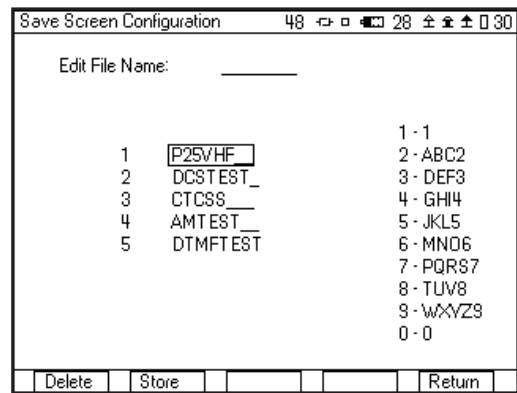 Save Screen Configuration 48 28 30
Edit File Name: ________
1 P25VHF__
2 DCSTEST_
3 CTCSS___
4 AMTEST__
5 DTMFTEST
1 - 1
2 - ABC2
3 - DEF3
4 - GHI4
5 - JKL5
6 - MNO6
7 - PQRS7
8 - TUV8
9 - WXYZ9
0 - 0
Delete Store Return